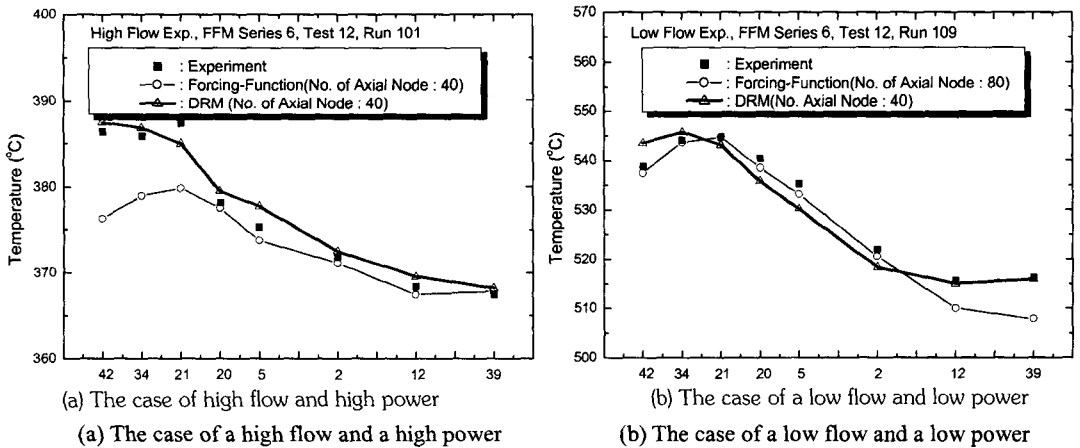 High Flow Exp., FFM Series 6, Test 12, Run 101
: Experiment
: Forcing-Function(No. of Axial Node : 40)
: DRM (No. of Axial Node : 40)
400
390
380
370
360
Temperature (°C)
42 34 21 20 5 2 12 39
(a) The case of high flow and high power
(a) The case of a high flow and a high power
Low Flow Exp., FFM Series 6, Test 12, Run 109
: Experiment
: Forcing-Function(No. of Axial Node : 80)
: DRM(No. Axial Node : 40)
570
560
550
540
530
520
510
500
Temperature (°C)
42 34 21 20 5 2 12 39
(b) The case of a low flow and low power
(b) The case of a low flow and a low power